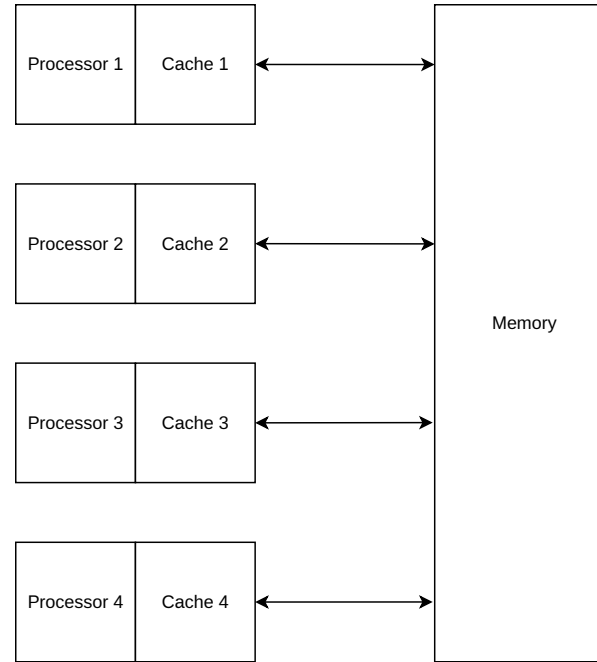 Processor 1
Cache 1
Processor 2
Cache 2
Memory
Processor 3
Cache 3
Processor 4
Cache 4